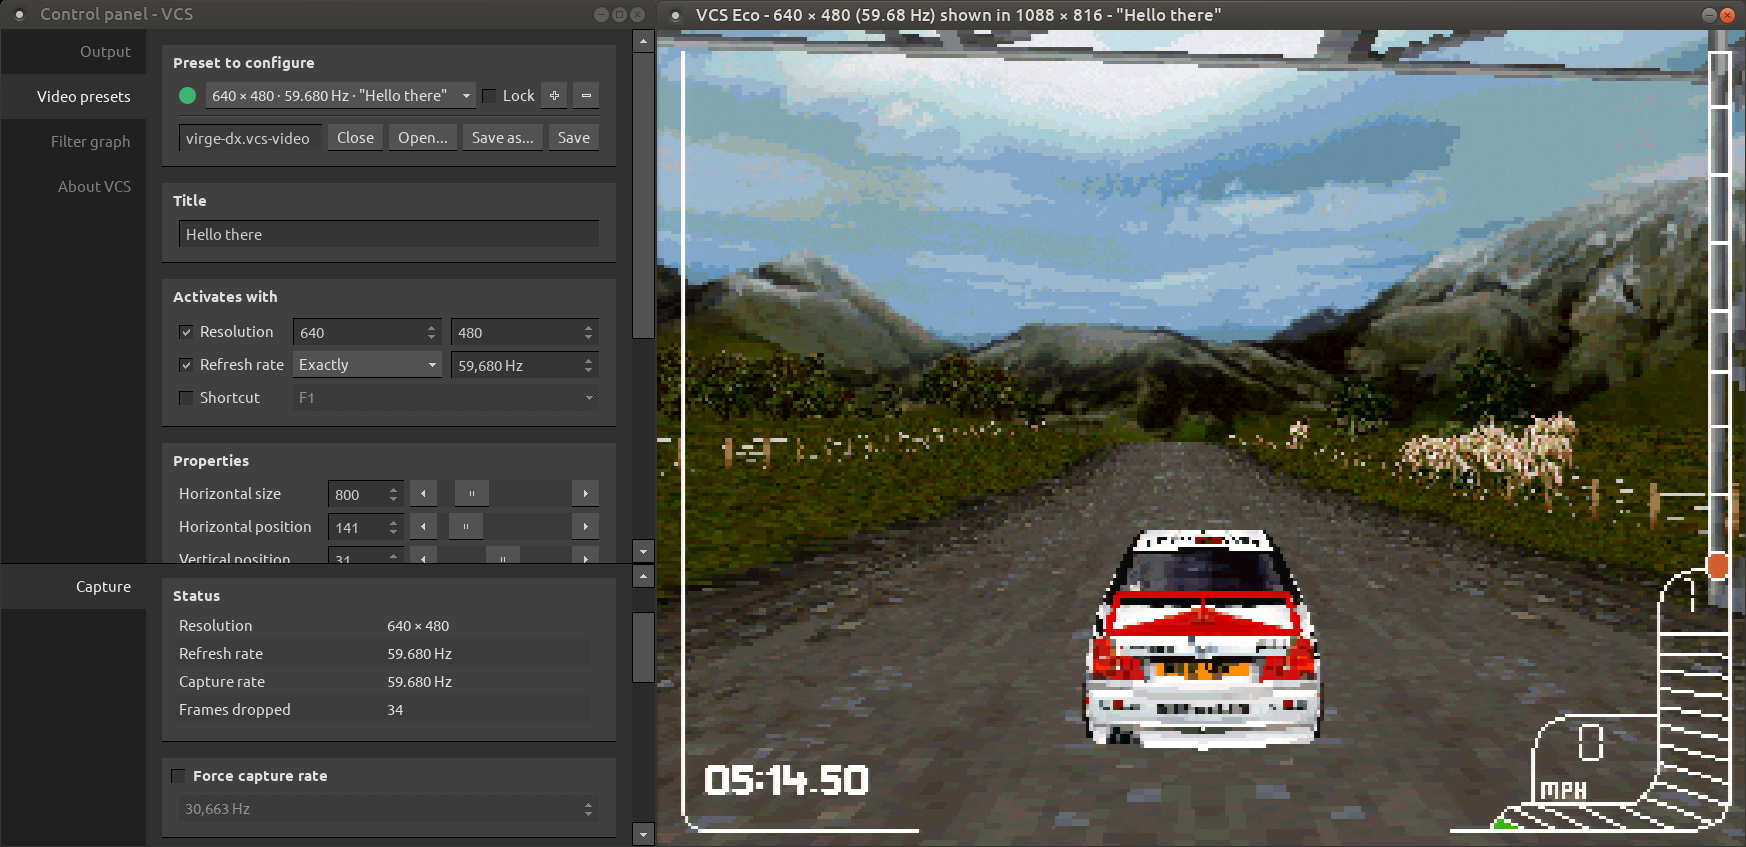 Control panel - VCS
Output
Video presets
Filter graph
About VCS
Preset to configure
640 × 480 · 59.680 Hz · "Hello there"
Lock
virge-dx.vcs-video
Close
Open...
Save as...
Save
Title
Hello there
Activates with
Resolution 640 480
Refresh rate Exactly 59,680 Hz
Shortcut F1
Properties
Horizontal size 800
Horizontal position 141
Vertical position 31
Capture
Status
Resolution 640 × 480
Refresh rate 59.680 Hz
Capture rate 59.680 Hz
Frames dropped 34
Force capture rate
30,663 Hz
VCS Eco - 640 × 480 (59.68 Hz) shown in 1088 × 816 - "Hello there"
05:14.50
1
0
MPH